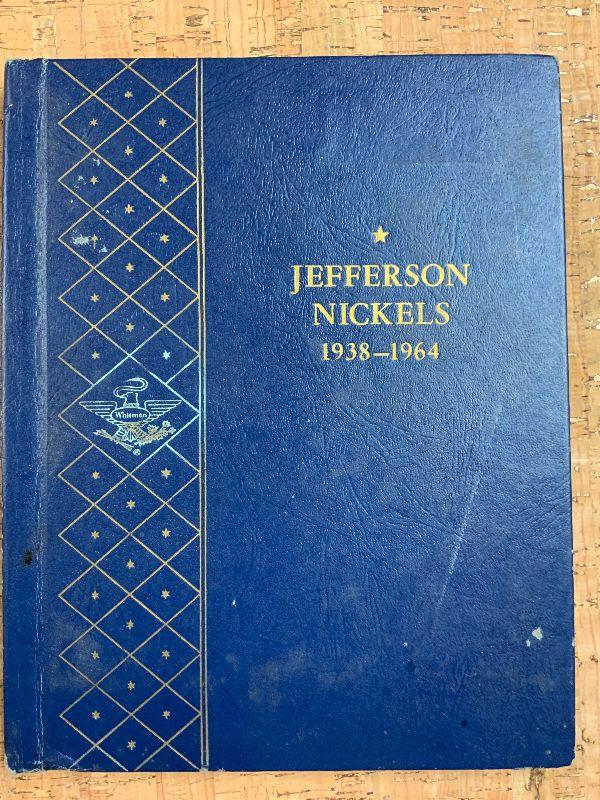 JEFFERSON
NICKELS
1938–1964
Whitman